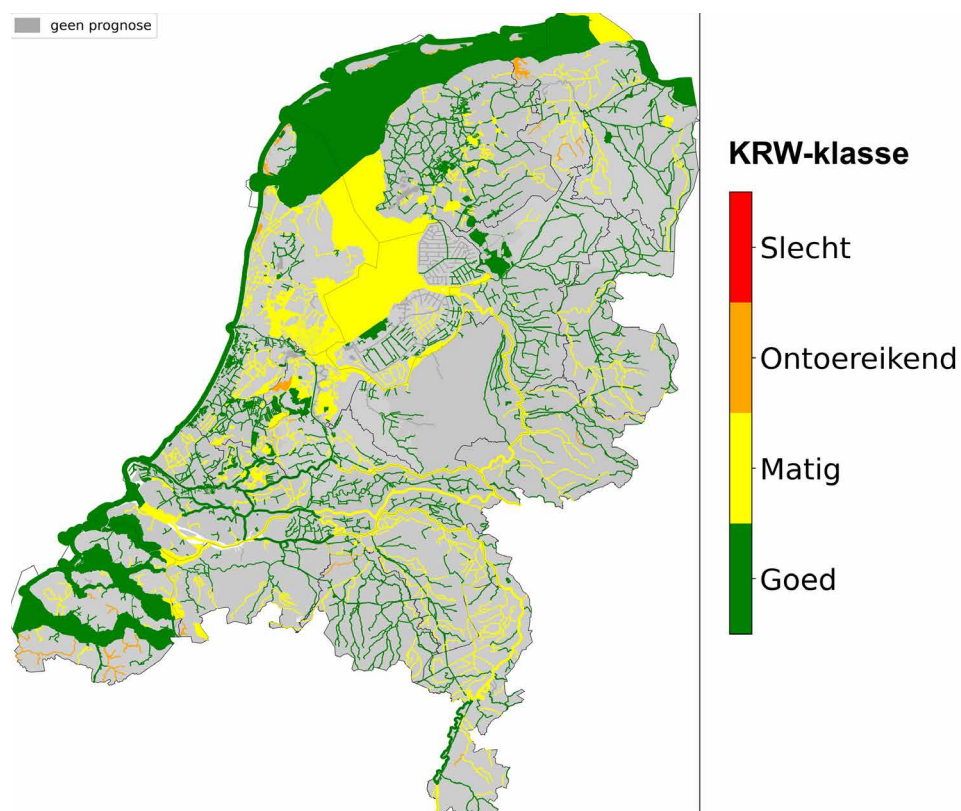 geen prognose
KRW-klasse
Slecht
Ontoereikend
Matig
Goed